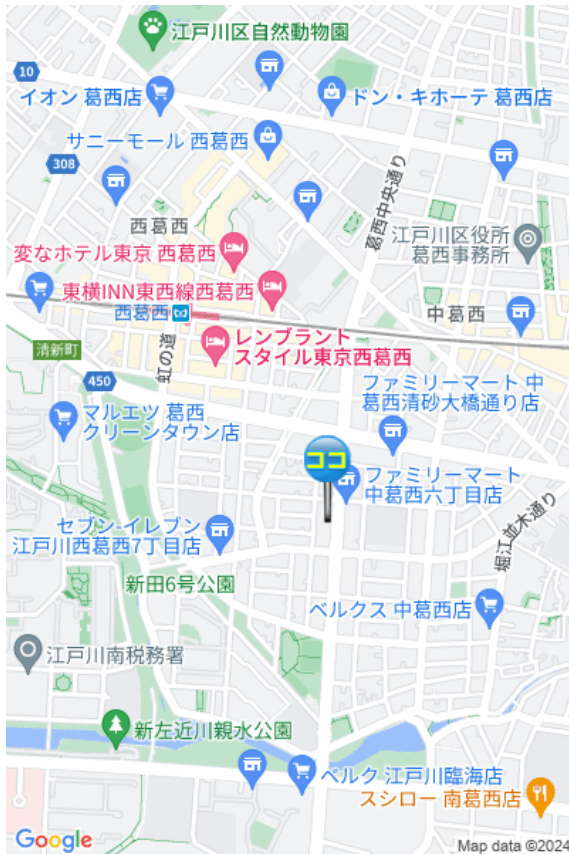 江戸川区自然動物園
10
イオン 葛西店
ドン・キホーテ 葛西店
サニーモール 西葛西
308
葛西中央通り
西葛西
江戸川区役所
葛西事務所
変なホテル東京 西葛西
東横INN東西線西葛西
西葛西
中葛西
レンブラント
スタイル東京西葛西
清新町
虹の道
450
ファミリーマート 中
葛西清砂大橋通り店
マルエツ 葛西
クリーンタウン店
ココ
ファミリーマート
中葛西六丁目店
セブン-イレブン
江戸川西葛西7丁目店
堀江並木通り
新田6号公園
ベルクス 中葛西店
江戸川南税務署
新左近川親水公園
ベルク 江戸川臨海店
スシロー 南葛西店
Google
Map data ©2024